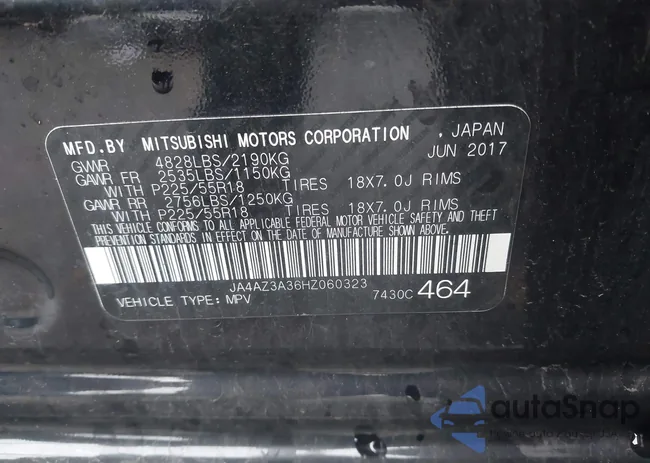 MFD.BY MITSUBISHI MOTORS CORPORATION , JAPAN
GWWR 4828LBS/2190KG JUN 2017
GAWR FR 2535LBS/1150KG
WITH P225/55R18 TIRES 18X7.0J RIMS
GAWR RR 2756LBS/1250KG
WITH P225/55R18 TIRES 18X7.0J RIMS
THIS VEHICLE CONFORMS TO ALL APPLICABLE FEDERAL MOTOR VEHICLE SAFETY AND THEFT
PREVENTION STANDARDS IN EFFECT ON THE DATE OF MANUFACTURE SHOWN ABOVE.
JA4AZ3A36HZ060323
VEHICLE TYPE: MPV 7430C 464
autoSnap